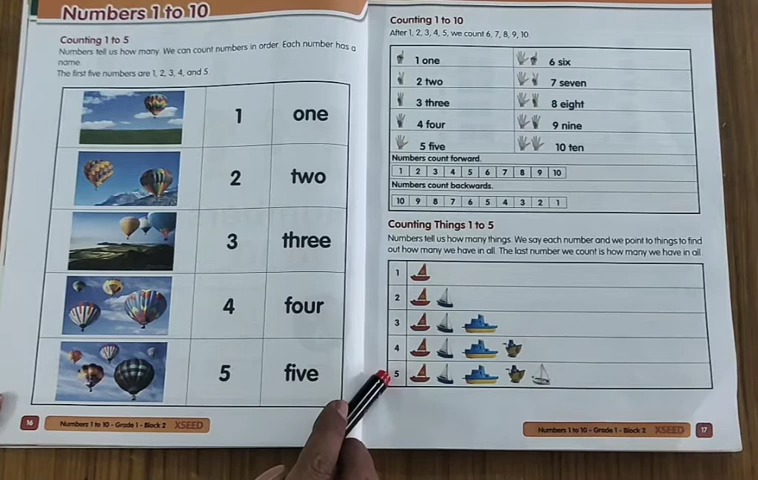 Numbers 1 to 10
Counting 1 to 5
Numbers tell us how many. We can count numbers in order. Each number has a
name.
The first five numbers are 1, 2, 3, 4, and 5
1 one
2 two
3 three
4 four
5 five
16
Numbers 1 to 10 - Grade 1 - Block 2 XSEED
Counting 1 to 10
After 1, 2, 3, 4, 5, we count 6, 7, 8, 9, 10.
1 one 6 six
2 two 7 seven
3 three 8 eight
4 four 9 nine
5 five 10 ten
Numbers count forward.
1 2 3 4 5 6 7 8 9 10
Numbers count backwards.
10 9 8 7 6 5 4 3 2 1
Counting Things 1 to 5
Numbers tell us how many things. We say each number and we point to things to find
out how many we have in all. The last number we count is how many we have in all
1
2
3
4
5
Numbers 1 to 10 - Grade 1 - Block 2 XSEED
17